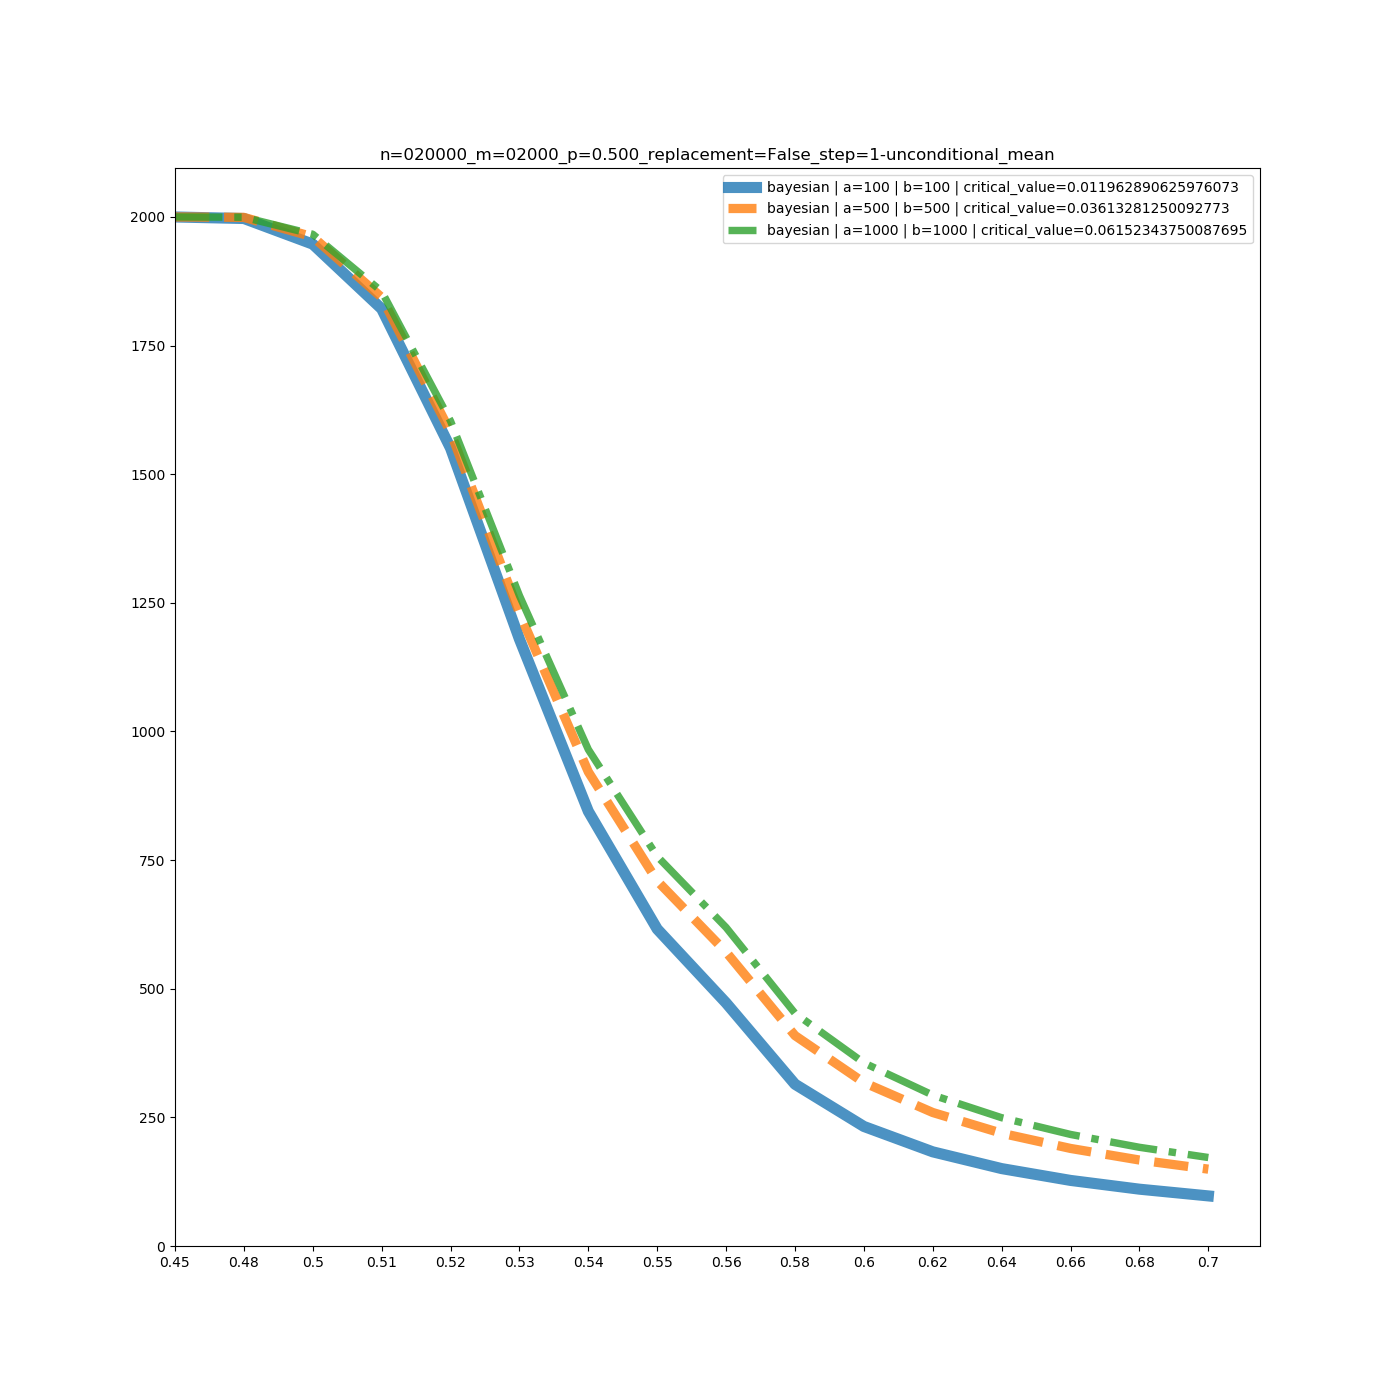 n=020000_m=02000_p=0.500_replacement=False_step=1-unconditional_mean
bayesian | a=100 | b=100 | critical_value=0.011962890625976073
bayesian | a=500 | b=500 | critical_value=0.03613281250092773
bayesian | a=1000 | b=1000 | critical_value=0.06152343750087695
2000
1750
1500
1250
1000
750
500
250
0
0.45 0.48 0.5 0.51 0.52 0.53 0.54 0.55 0.56 0.58 0.6 0.62 0.64 0.66 0.68 0.7